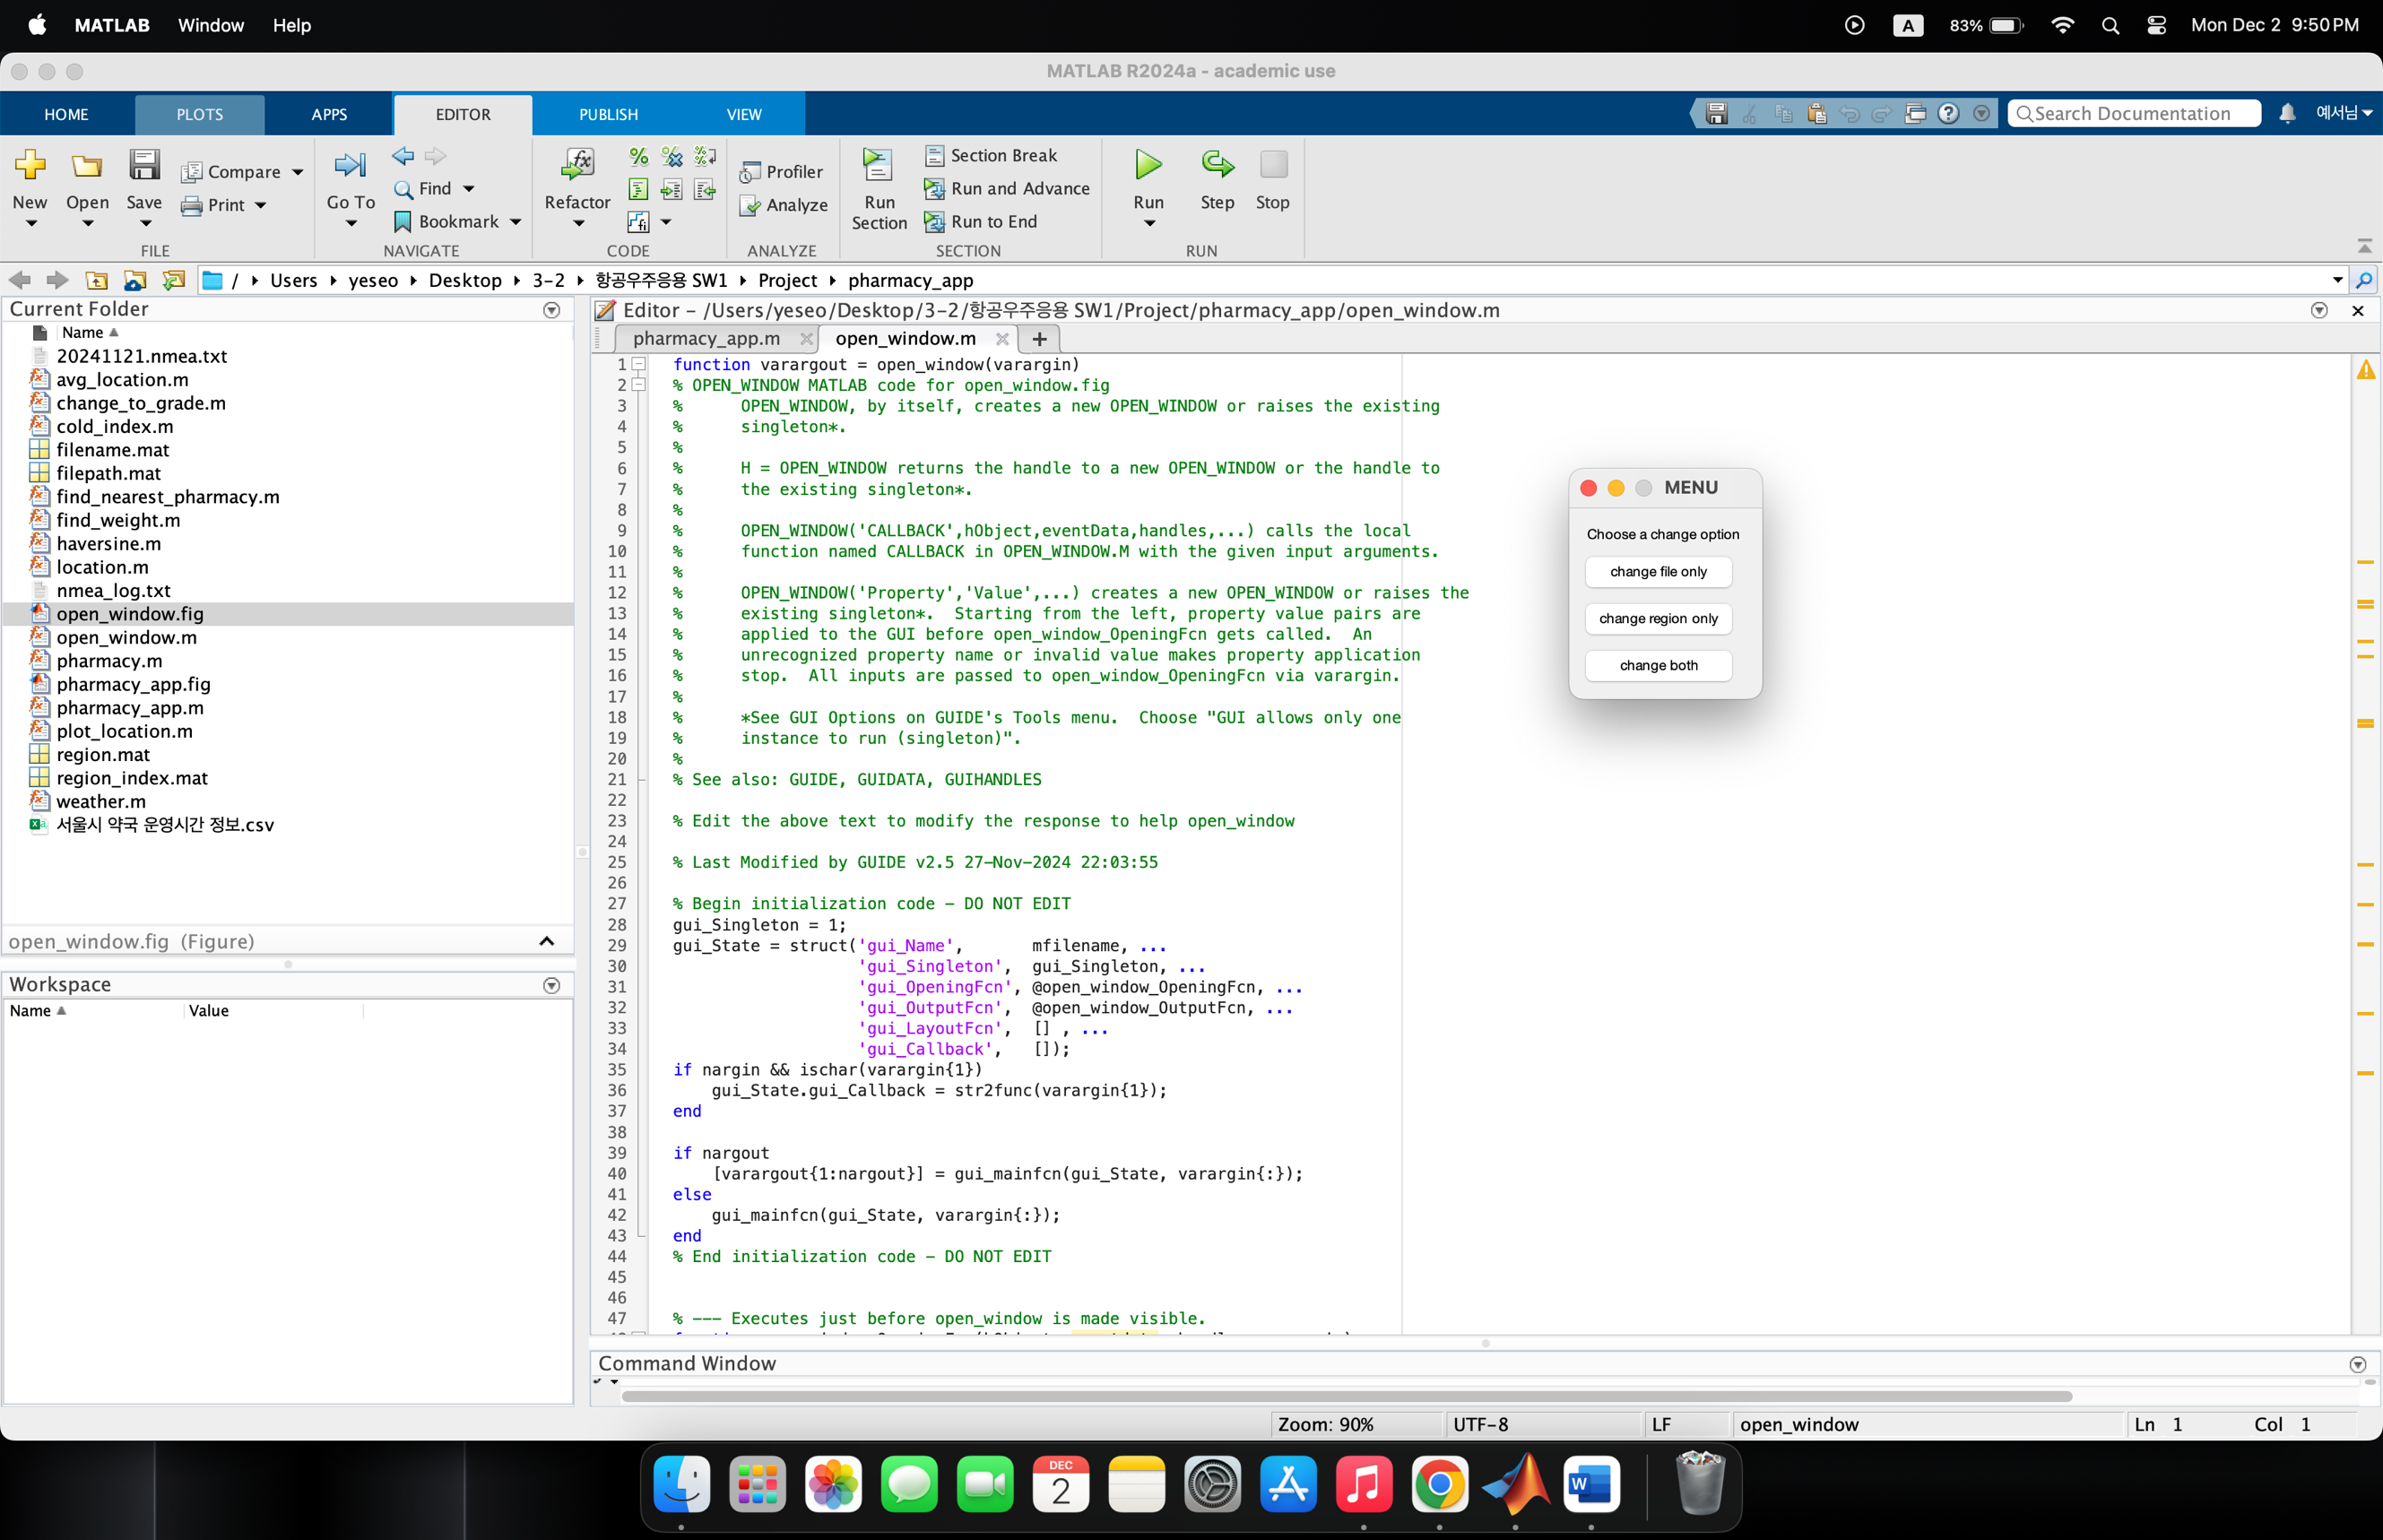 MATLAB Window Help
A 83% Mon Dec 2 9:50 PM
MATLAB R2024a - academic use
HOME PLOTS APPS EDITOR PUBLISH VIEW
Search Documentation 예서님
New Open Save Compare Print
FILE
Go To Find Bookmark
NAVIGATE
Refactor
CODE
Profiler
Analyze
ANALYZE
Run Section
Section Break
Run and Advance
Run to End
SECTION
Run Step Stop
RUN
/ Users yeseo Desktop 3-2 항공우주응용 SW1 Project pharmacy_app
Current Folder
Name
20241121.nmea.txt
avg_location.m
change_to_grade.m
cold_index.m
filename.mat
filepath.mat
find_nearest_pharmacy.m
find_weight.m
haversine.m
location.m
nmea_log.txt
open_window.fig
open_window.m
pharmacy.m
pharmacy_app.fig
pharmacy_app.m
plot_location.m
region.mat
region_index.mat
weather.m
서울시 약국 운영시간 정보.csv
open_window.fig (Figure)
Workspace
Name Value
Editor – /Users/yeseo/Desktop/3-2/항공우주응용 SW1/Project/pharmacy_app/open_window.m
pharmacy_app.m open_window.m
1 function varargout = open_window(varargin)
2 % OPEN_WINDOW MATLAB code for open_window.fig
3 % OPEN_WINDOW, by itself, creates a new OPEN_WINDOW or raises the existing
4 % singleton*.
5 %
6 % H = OPEN_WINDOW returns the handle to a new OPEN_WINDOW or the handle to
7 % the existing singleton*.
8 %
9 % OPEN_WINDOW('CALLBACK',hObject,eventData,handles,...) calls the local
10 % function named CALLBACK in OPEN_WINDOW.M with the given input arguments.
11 %
12 % OPEN_WINDOW('Property','Value',...) creates a new OPEN_WINDOW or raises the
13 % existing singleton*. Starting from the left, property value pairs are
14 % applied to the GUI before open_window_OpeningFcn gets called. An
15 % unrecognized property name or invalid value makes property application
16 % stop. All inputs are passed to open_window_OpeningFcn via varargin.
17 %
18 % *See GUI Options on GUIDE's Tools menu. Choose "GUI allows only one
19 % instance to run (singleton)".
20 %
21 % See also: GUIDE, GUIDATA, GUIHANDLES
22
23 % Edit the above text to modify the response to help open_window
24
25 % Last Modified by GUIDE v2.5 27-Nov-2024 22:03:55
26
27 % Begin initialization code - DO NOT EDIT
28 gui_Singleton = 1;
29 gui_State = struct('gui_Name', mfilename, ...
30 'gui_Singleton', gui_Singleton, ...
31 'gui_OpeningFcn', @open_window_OpeningFcn, ...
32 'gui_OutputFcn', @open_window_OutputFcn, ...
33 'gui_LayoutFcn', [] , ...
34 'gui_Callback', []);
35 if nargin && ischar(varargin{1})
36 gui_State.gui_Callback = str2func(varargin{1});
37 end
38
39 if nargout
40 [varargout{1:nargout}] = gui_mainfcn(gui_State, varargin{:});
41 else
42 gui_mainfcn(gui_State, varargin{:});
43 end
44 % End initialization code - DO NOT EDIT
45
46
47 % --- Executes just before open_window is made visible.
MENU
Choose a change option
change file only
change region only
change both
Command Window
Zoom: 90% UTF-8 LF open_window Ln 1 Col 1
DEC
2
W